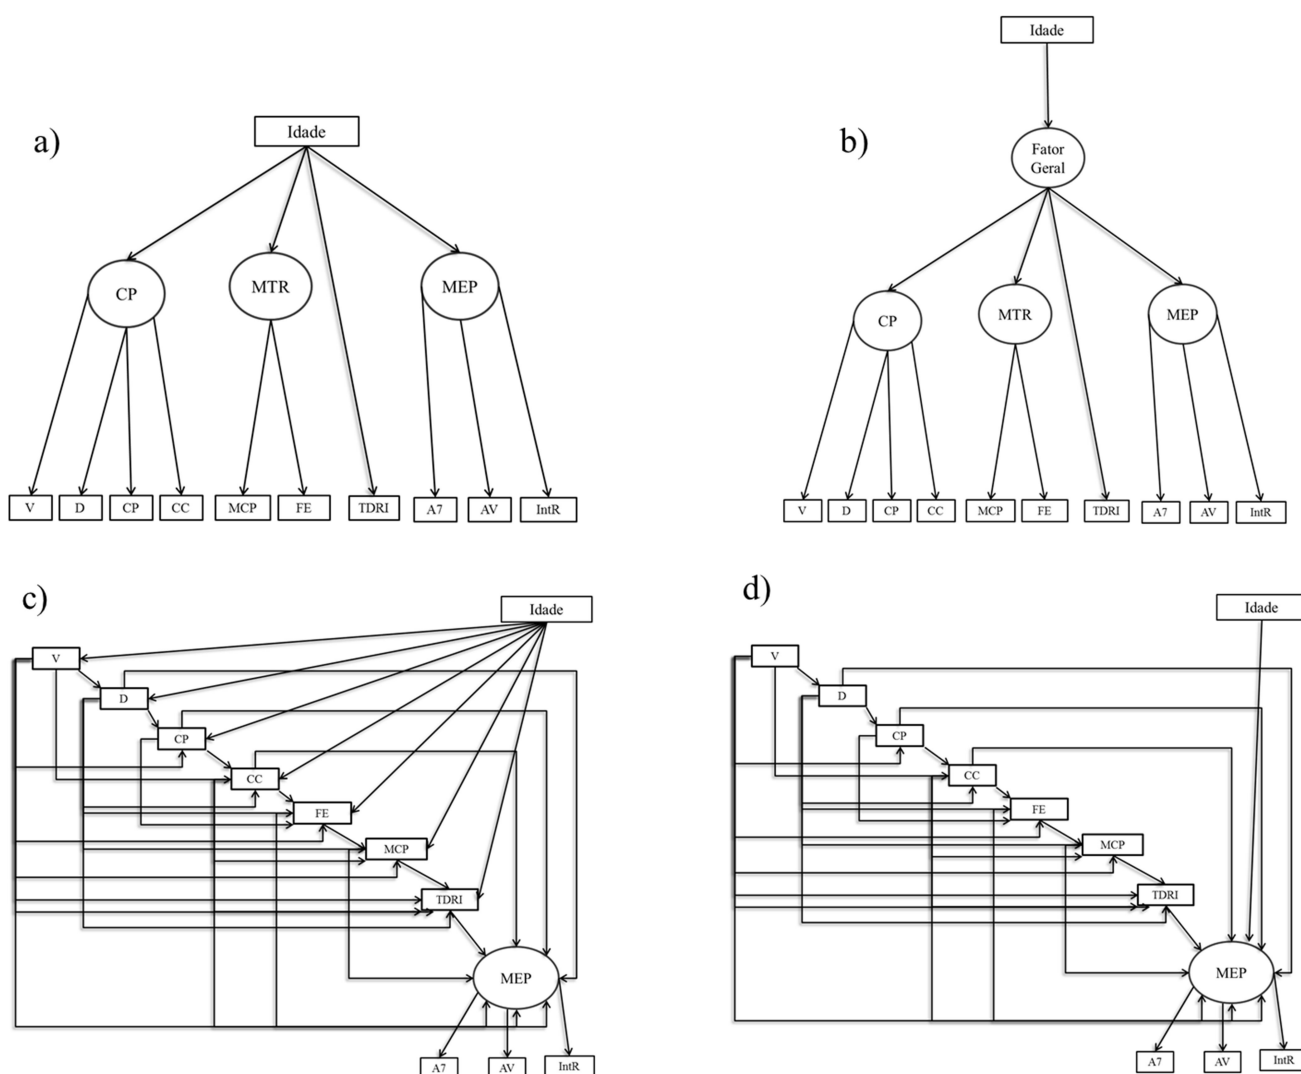 a)
Idade
CP
MTR
MEP
V
D
CP
CC
MCP
FE
TDRI
A7
AV
IntR
b)
Idade
Fator
Geral
CP
MTR
MEP
V
D
CP
CC
MCP
FE
TDRI
A7
AV
IntR
c)
Idade
V
D
CP
CC
FE
MCP
TDRI
MEP
A7
AV
IntR
d)
Idade
V
D
CP
CC
FE
MCP
TDRI
MEP
A7
AV
IntR